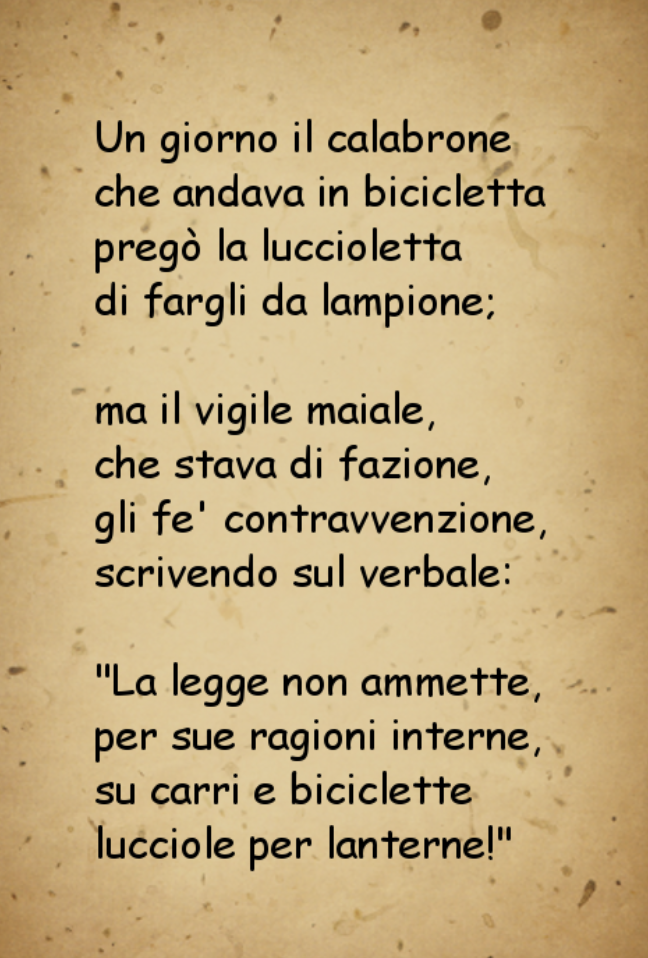 Un giorno il calabrone
che andava in bicicletta
pregò la luccioletta
di fargli da lampione;
ma il vigile maiale,
che stava di fazione,
gli fe' contravvenzione,
scrivendo sul verbale:
"La legge non ammette,
per sue ragioni interne,
su carri e biciclette
lucciole per lanterne!"